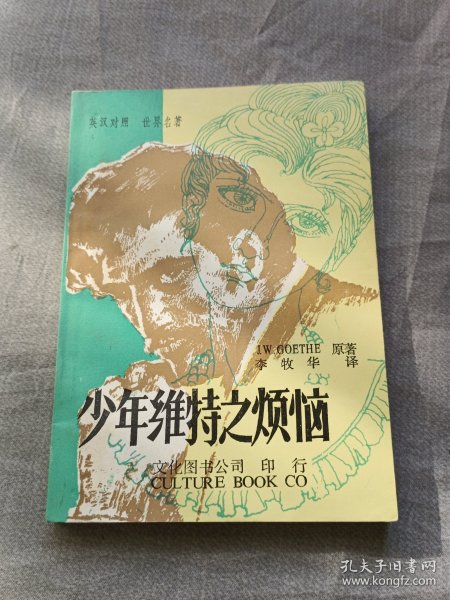 英汉对照 世界名著
J.W.GOETHE 原著
李牧华 译
少年维特之烦恼
文化图书公司 印行
CULTURE BOOK CO
孔夫子旧书网
www.kongfz.com